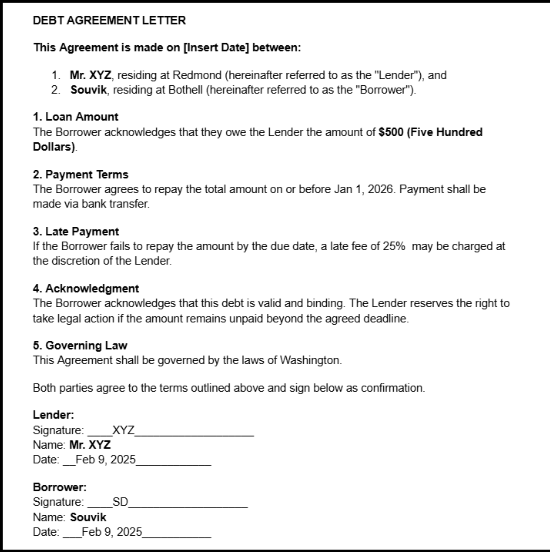 DEBT AGREEMENT LETTER
This Agreement is made on [Insert Date] between:
1. Mr. XYZ, residing at Redmond (hereinafter referred to as the "Lender"), and
2. Souvik, residing at Bothell (hereinafter referred to as the "Borrower").
1. Loan Amount
The Borrower acknowledges that they owe the Lender the amount of $500 (Five Hundred
Dollars).
2. Payment Terms
The Borrower agrees to repay the total amount on or before Jan 1, 2026. Payment shall be
made via bank transfer.
3. Late Payment
If the Borrower fails to repay the amount by the due date, a late fee of 25%  may be charged at
the discretion of the Lender.
4. Acknowledgment
The Borrower acknowledges that this debt is valid and binding. The Lender reserves the right to
take legal action if the amount remains unpaid beyond the agreed deadline.
5. Governing Law
This Agreement shall be governed by the laws of Washington.
Both parties agree to the terms outlined above and sign below as confirmation.
Lender:
Signature: ____XYZ___________________
Name: Mr. XYZ
Date: __Feb 9, 2025____________
Borrower:
Signature: ____SD___________________
Name: Souvik
Date: ___Feb 9, 2025___________